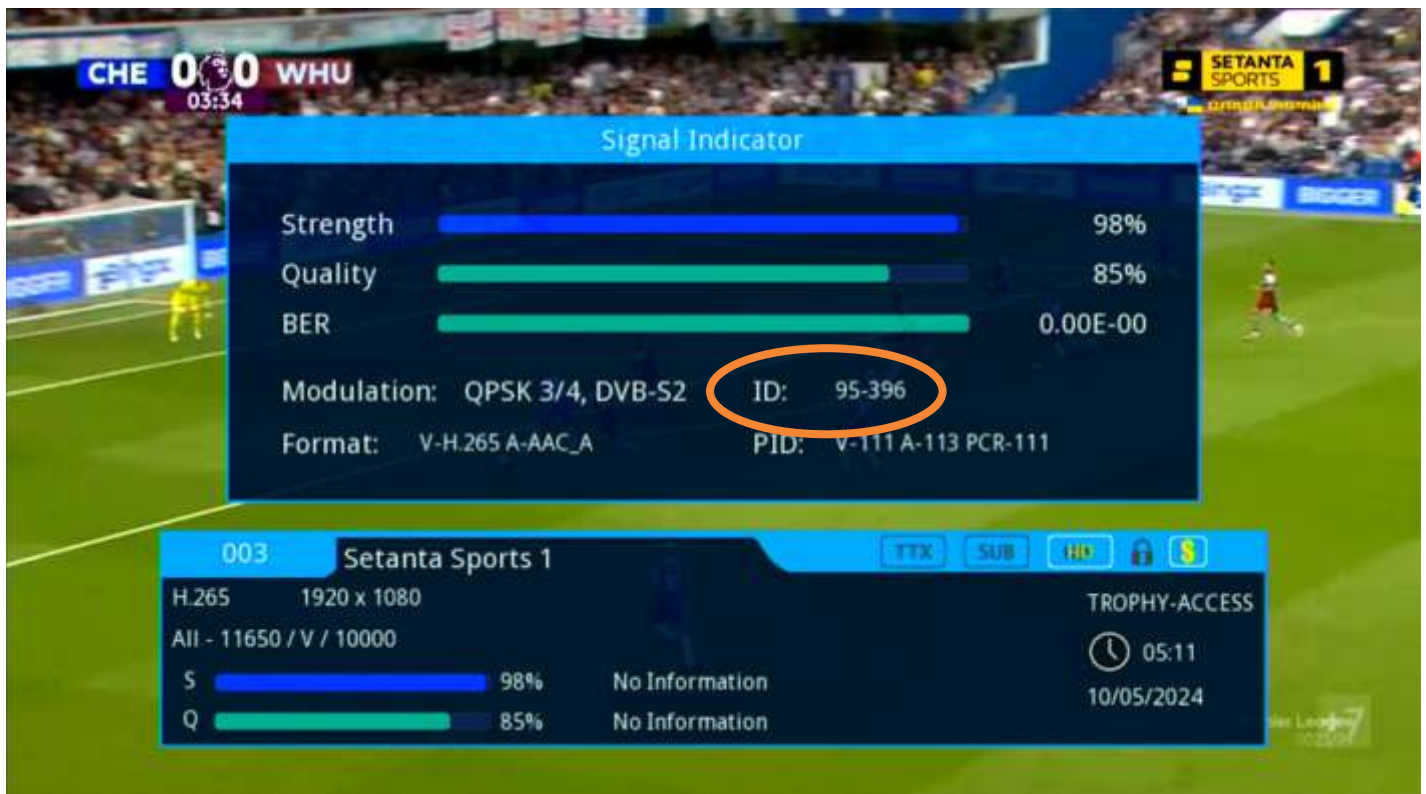 CHE 0 0 WHU
03:34
SETANTA
SPORTS 1
Signal Indicator
BIGGER
Strength 98%
Quality 85%
BER 0.00E-00
Modulation: QPSK 3/4, DVB-S2 ID: 95-396
Format: V-H.265 A-AAC_A PID: V-111 A-113 PCR-111
003 Setanta Sports 1 TTX SUB HD $
H.265 1920 x 1080 TROPHY-ACCESS
All - 11650 / V / 10000
05:11
S 98% No Information
10/05/2024
Q 85% No Information